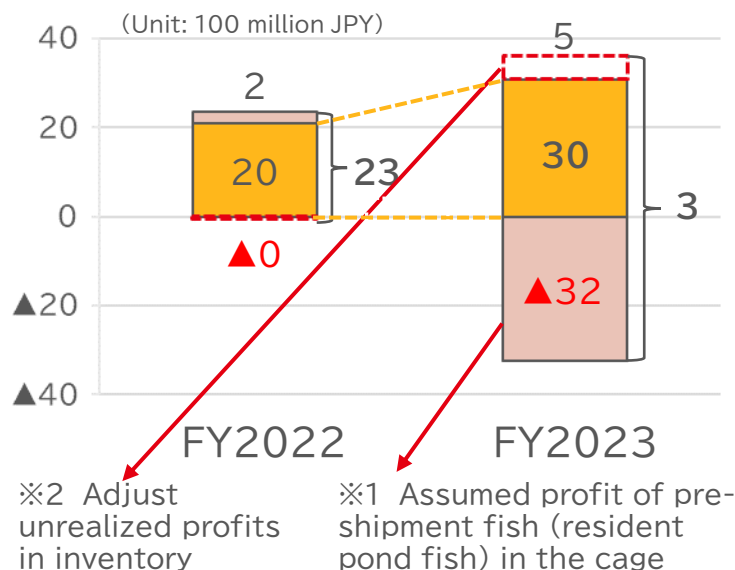 (Unit: 100 million JPY)
40
20
0
▲20
▲40
2
20
23
▲0
5
30
3
▲32
FY2022
FY2023
※2 Adjust
unrealized profits
in inventory
※1 Assumed profit of pre-
shipment fish (resident
pond fish) in the cage